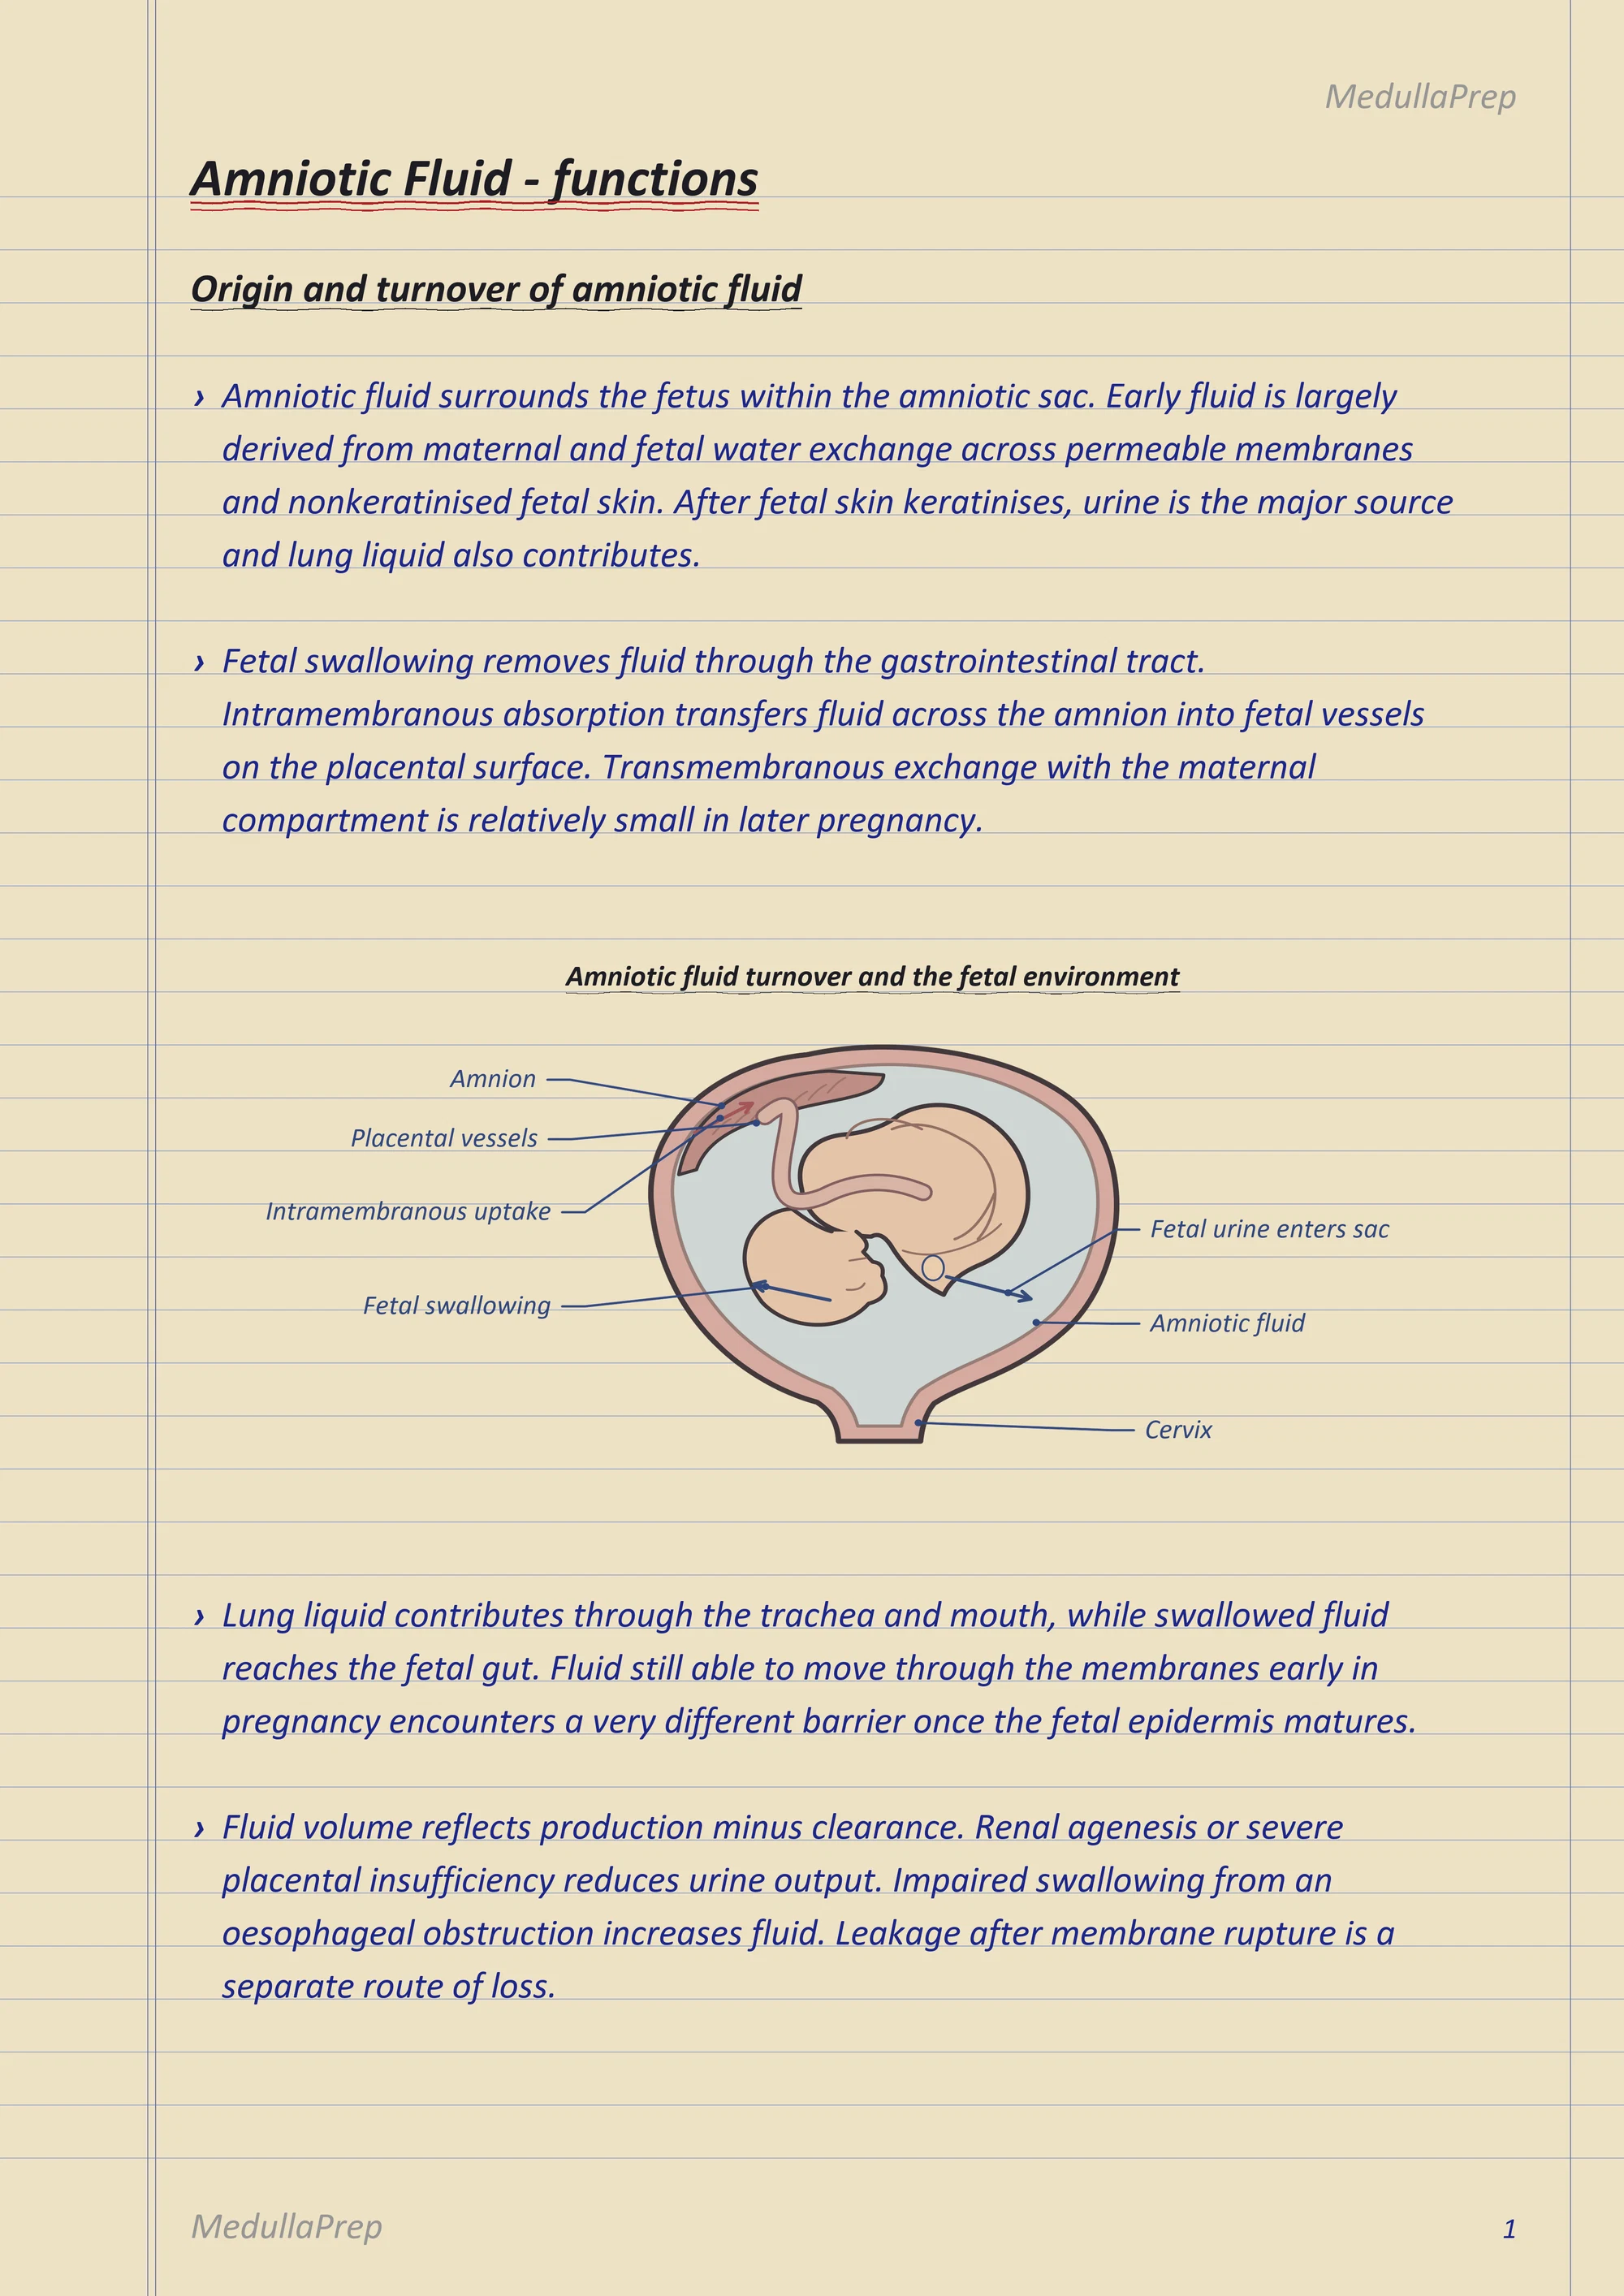 MedullaPrep
Amniotic Fluid - functions
Origin and turnover of amniotic fluid
› Amniotic fluid surrounds the fetus within the amniotic sac. Early fluid is largely
derived from maternal and fetal water exchange across permeable membranes
and nonkeratinised fetal skin. After fetal skin keratinises, urine is the major source
and lung liquid also contributes.
› Fetal swallowing removes fluid through the gastrointestinal tract.
Intramembranous absorption transfers fluid across the amnion into fetal vessels
on the placental surface. Transmembranous exchange with the maternal
compartment is relatively small in later pregnancy.
Amniotic fluid turnover and the fetal environment
Amnion
Placental vessels
Intramembranous uptake
Fetal swallowing
Fetal urine enters sac
Amniotic fluid
Cervix
› Lung liquid contributes through the trachea and mouth, while swallowed fluid
reaches the fetal gut. Fluid still able to move through the membranes early in
pregnancy encounters a very different barrier once the fetal epidermis matures.
› Fluid volume reflects production minus clearance. Renal agenesis or severe
placental insufficiency reduces urine output. Impaired swallowing from an
oesophageal obstruction increases fluid. Leakage after membrane rupture is a
separate route of loss.
MedullaPrep
1